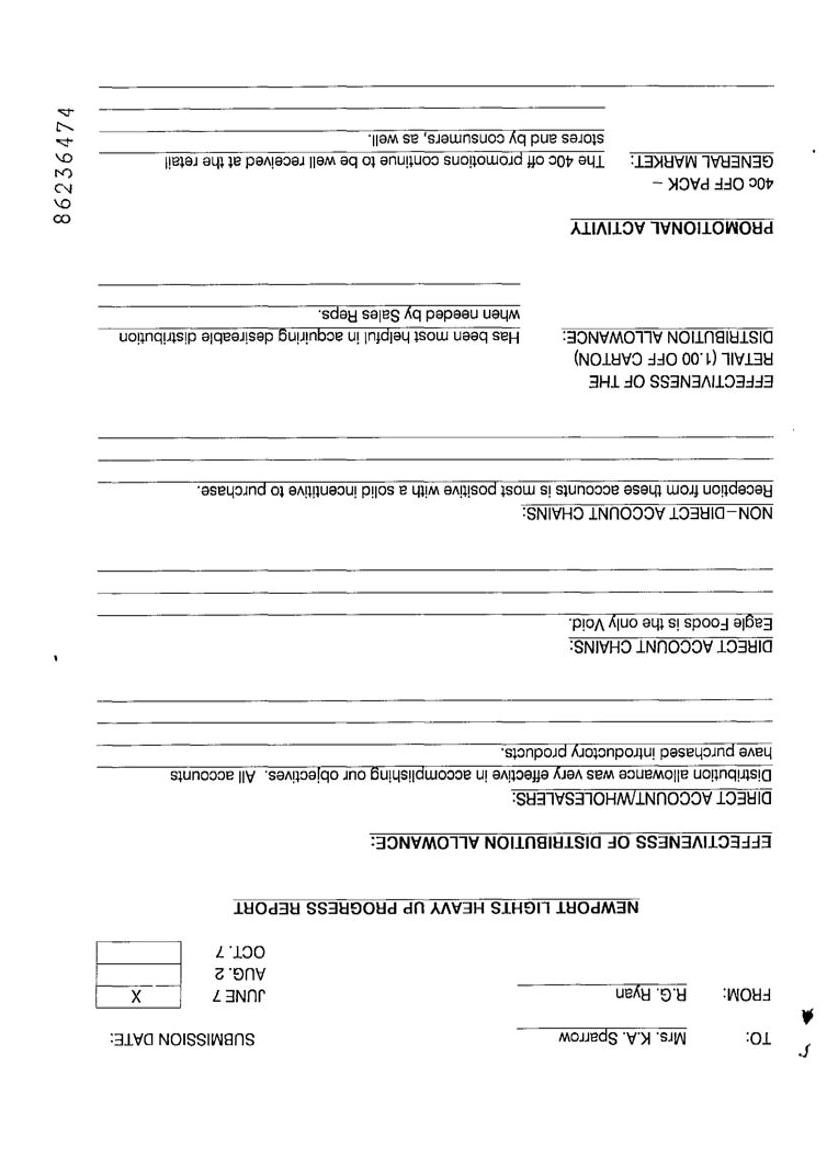 TO: Mrs. K.A. Sparrow SUBMISSION DATE:
FROM: R.G. Ryan JUNE 7 X
AUG. 2
OCT. 7
NEWPORT LIGHTS HEAVY UP PROGRESS REPORT
EFFECTIVENESS OF DISTRIBUTION ALLOWANCE:
DIRECT ACCOUNT/WHOLESALERS:
Distribution allowance was very effective in accomplishing our objectives. All accounts
have purchased introductory products.
DIRECT ACCOUNT CHAINS:
Eagle Foods is the only Void.
NON-DIRECT ACCOUNT CHAINS:
Reception from these accounts is most positive with a solid incentitive to purchase.
EFFECTIVENESS OF THE
RETAIL (1.00 OFF CARTON)
DISTRIBUTION ALLOWANCE: Has been most helpful in acquiring desireable distribution
when needed by Sales Reps.
PROMOTIONAL ACTIVITY
40c OFF PACK -
GENERAL MARKET: The 40c off promotions continue to be well received at the retail
stores and by consumers, as well.
86236474